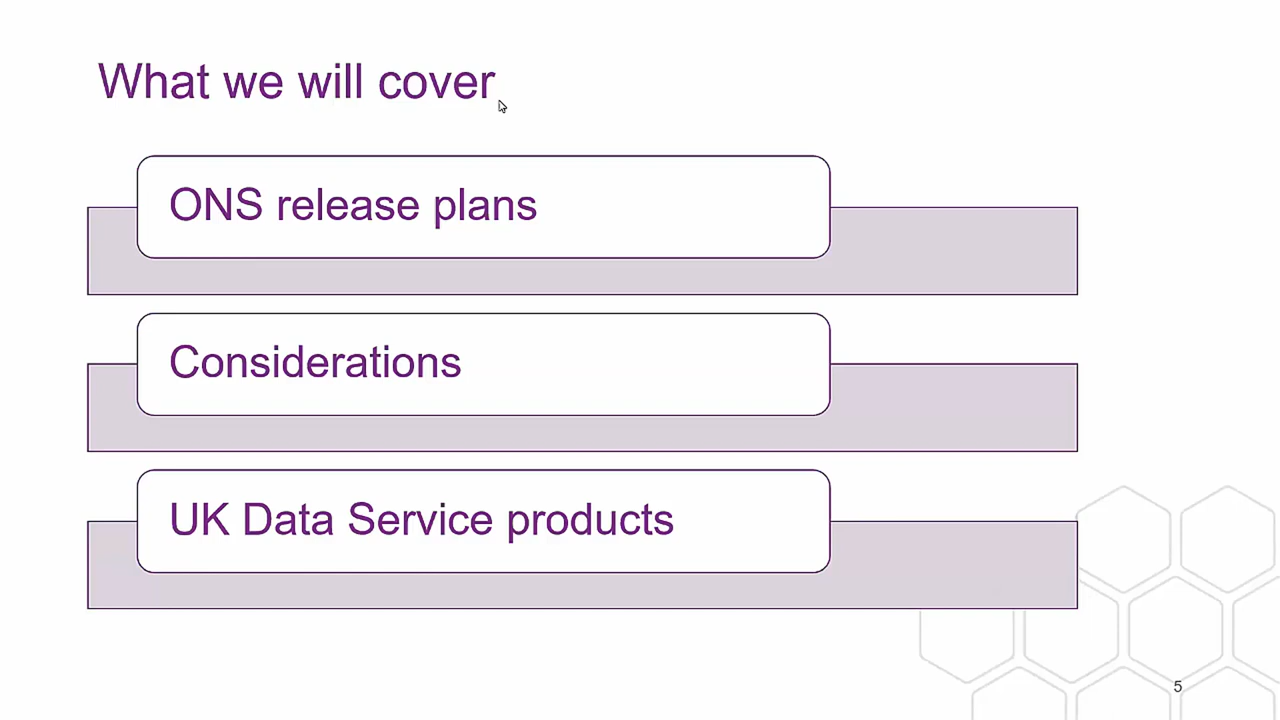 What we will cover
ONS release plans
Considerations
UK Data Service products
5